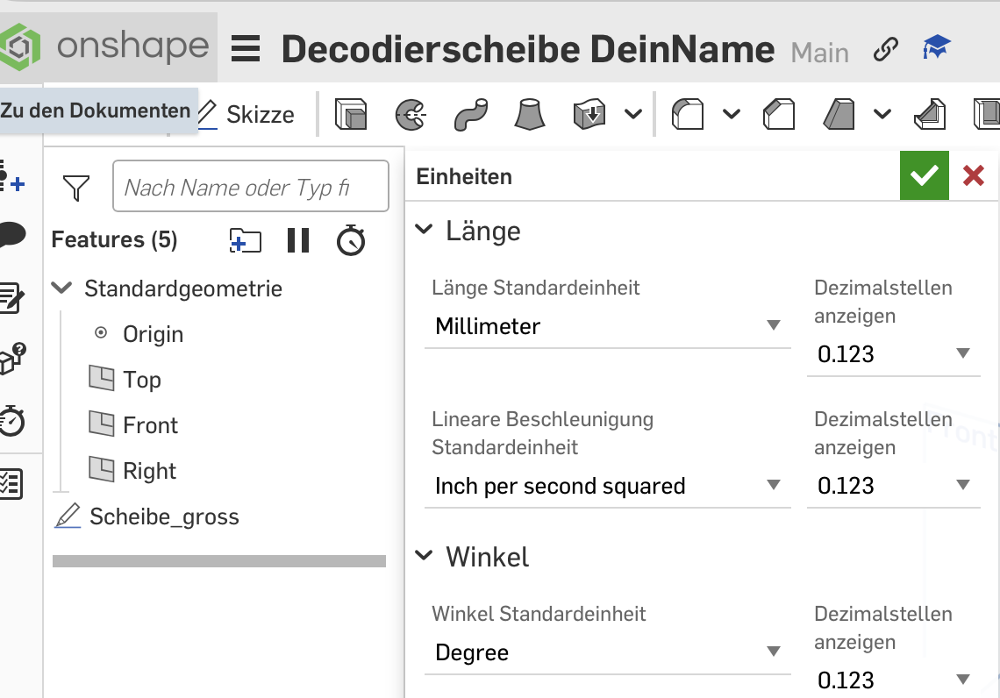 onshape
Decodierscheibe DeinName Main
Zu den Dokumenten
Skizze
Nach Name oder Typ fi
Features (5)
Standardgeometrie
Origin
Top
Front
Right
Scheibe_gross
Einheiten
Länge
Länge Standardeinheit
Dezimalstellen
anzeigen
Millimeter
0.123
Lineare Beschleunigung
Standardeinheit
Dezimalstellen
anzeigen
Inch per second squared
0.123
Front
Winkel
Winkel Standardeinheit
Dezimalstellen
anzeigen
Degree
0.123